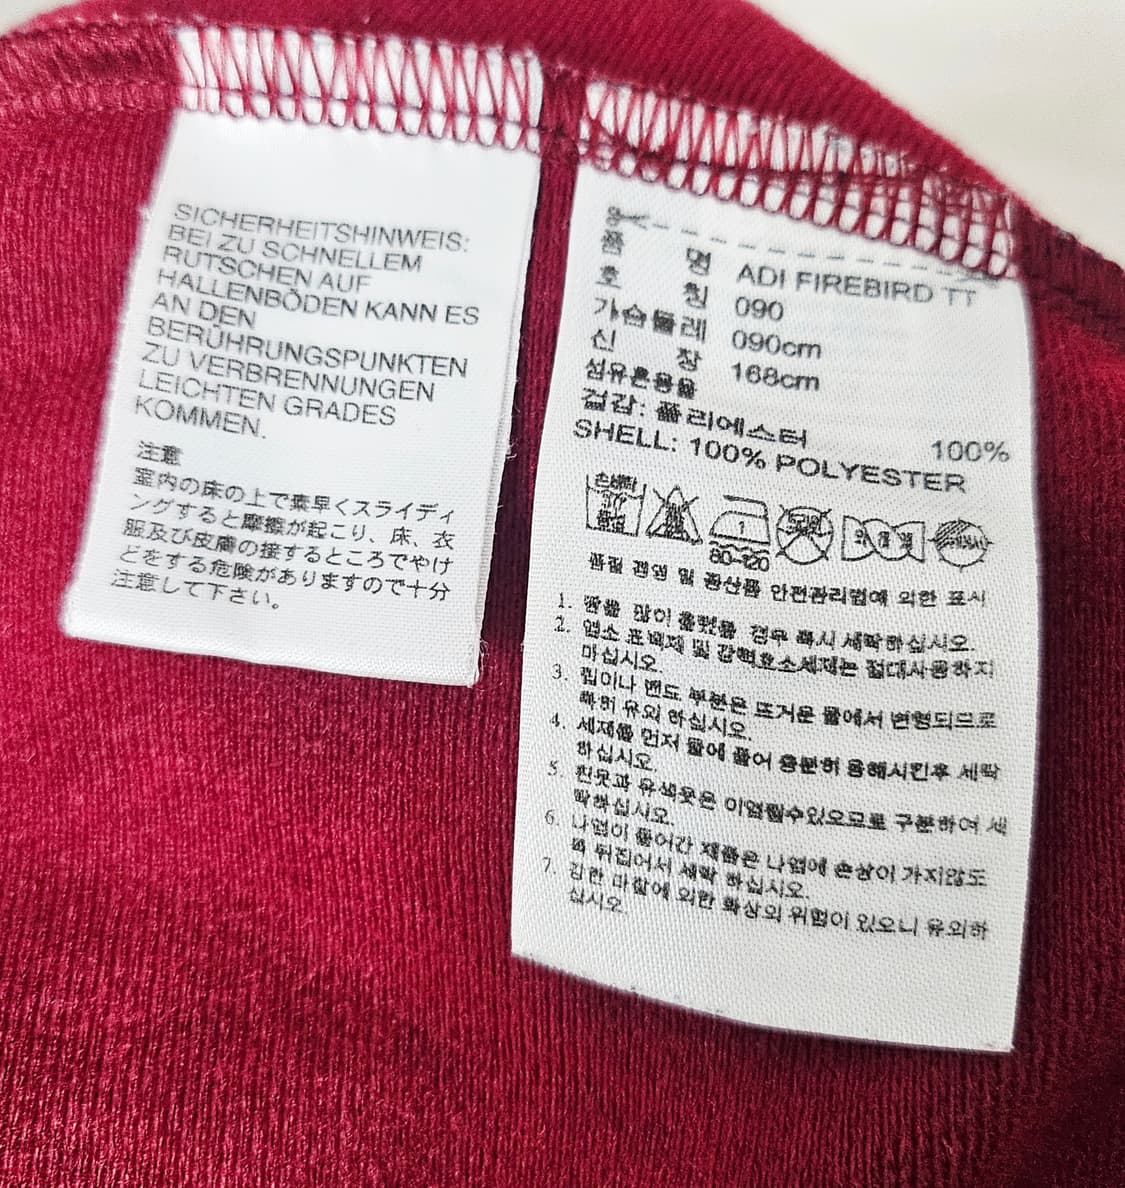 SICHERHEITSHINWEIS:
BEI ZU SCHNELLEM
RUTSCHEN AUF
HALLENBÖDEN KANN ES
AN DEN
BERÜHRUNGSPUNKTEN
ZU VERBRENNUNGEN
LEICHTEN GRADES
KOMMEN.
注意
室内の床の上で素早くスライディ
ングすると摩擦が起こり、床、衣
服及び皮膚の接するところでやけ
どをする危険がありますので十分
注意して下さい。
품 명 ADI FIREBIRD TT
호 칭 090
가슴둘레 090cm
신 장 168cm
섬유혼용율
겉감: 폴리에스터 100%
SHELL: 100% POLYESTER
손세탁
1
80-120
품질 경영 및 공산품 안전관리법에 의한 표시
1. 땀을 많이 흘렸을 경우 즉시 세탁하십시오.
2. 염소 표백제 및 강력효소세제는 절대사용하지
마십시오.
3. 립이나 밴드 부분은 뜨거운 물에서 변형되므로
특히 유의 하십시오.
4. 세제를 먼저 물에 풀어 충분히 용해시킨후 세탁
하십시오.
5. 흰옷과 유색옷은 이염될수있으므로 구분하여 세
탁하십시오.
6. 나염이 들어간 제품은 나염에 손상이 가지않도
록 뒤집어서 세탁 하십시오.
7. 강한 마찰에 의한 화상의 위험이 있으니 유의하
십시오.